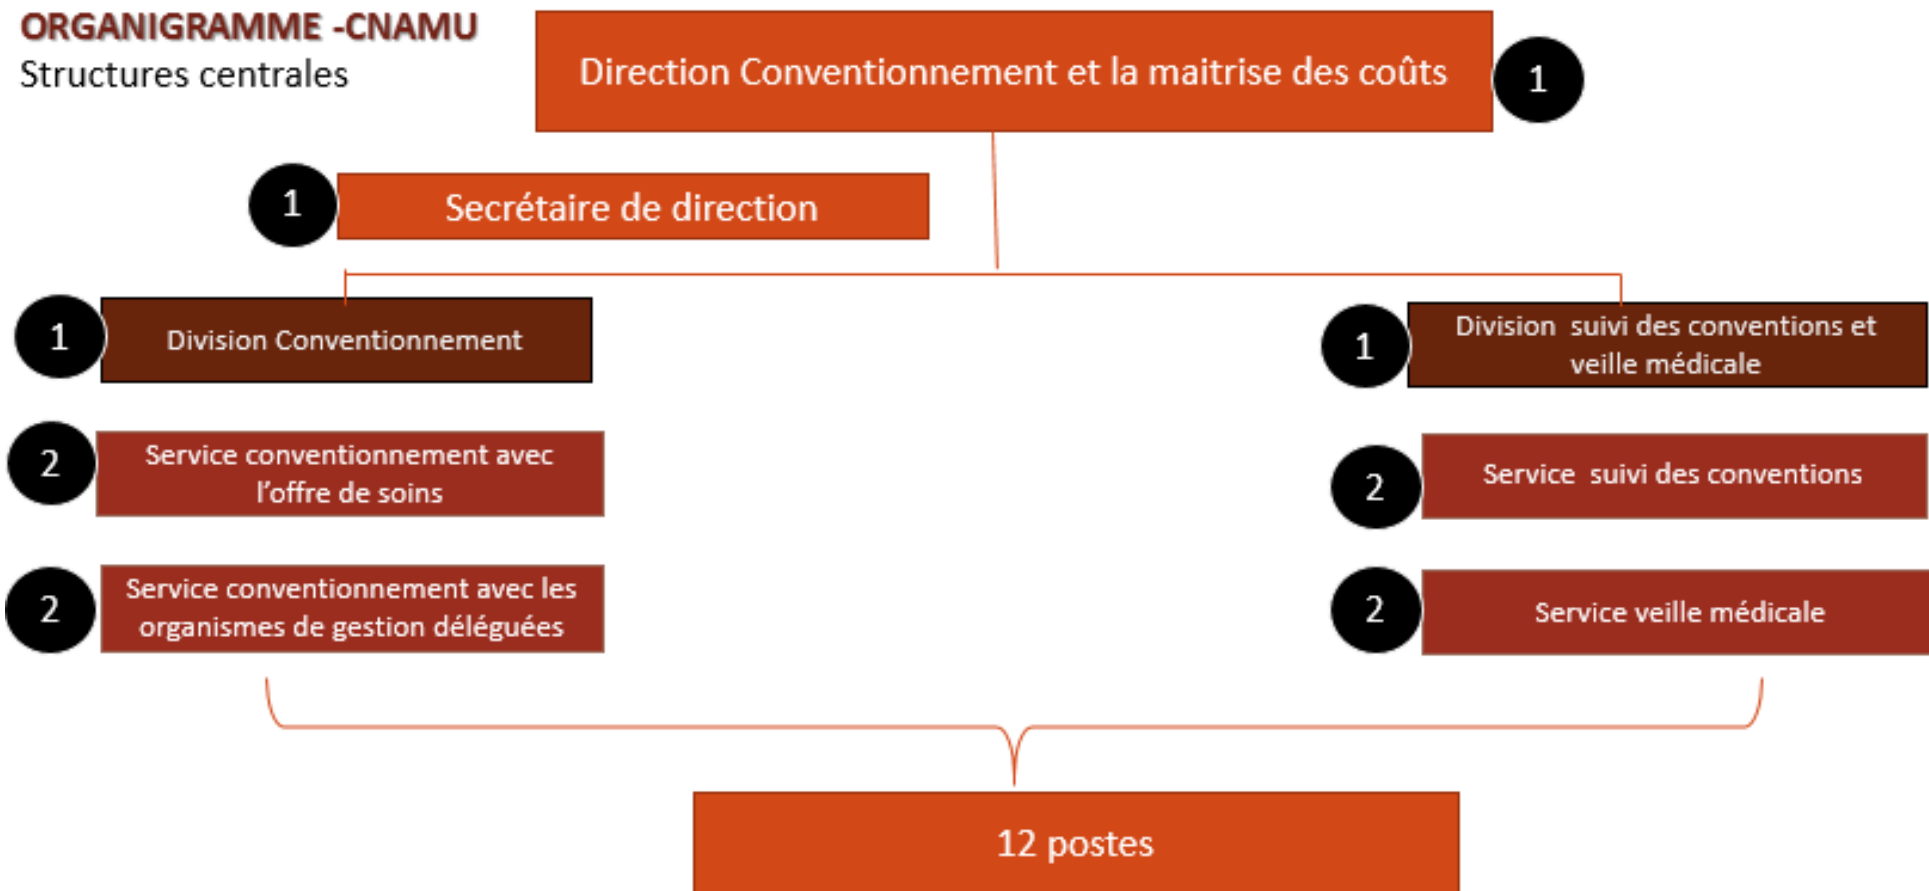 ORGANIGRAMME -CNAMU
Structures centrales
Direction Conventionnement et la maitrise des coûts
1
1
Secrétaire de direction
1
Division Conventionnement
1
Division suivi des conventions et
veille médicale
2
Service conventionnement avec
l'offre de soins
2
Service suivi des conventions
2
Service conventionnement avec les
organismes de gestion déléguées
2
Service veille médicale
12 postes